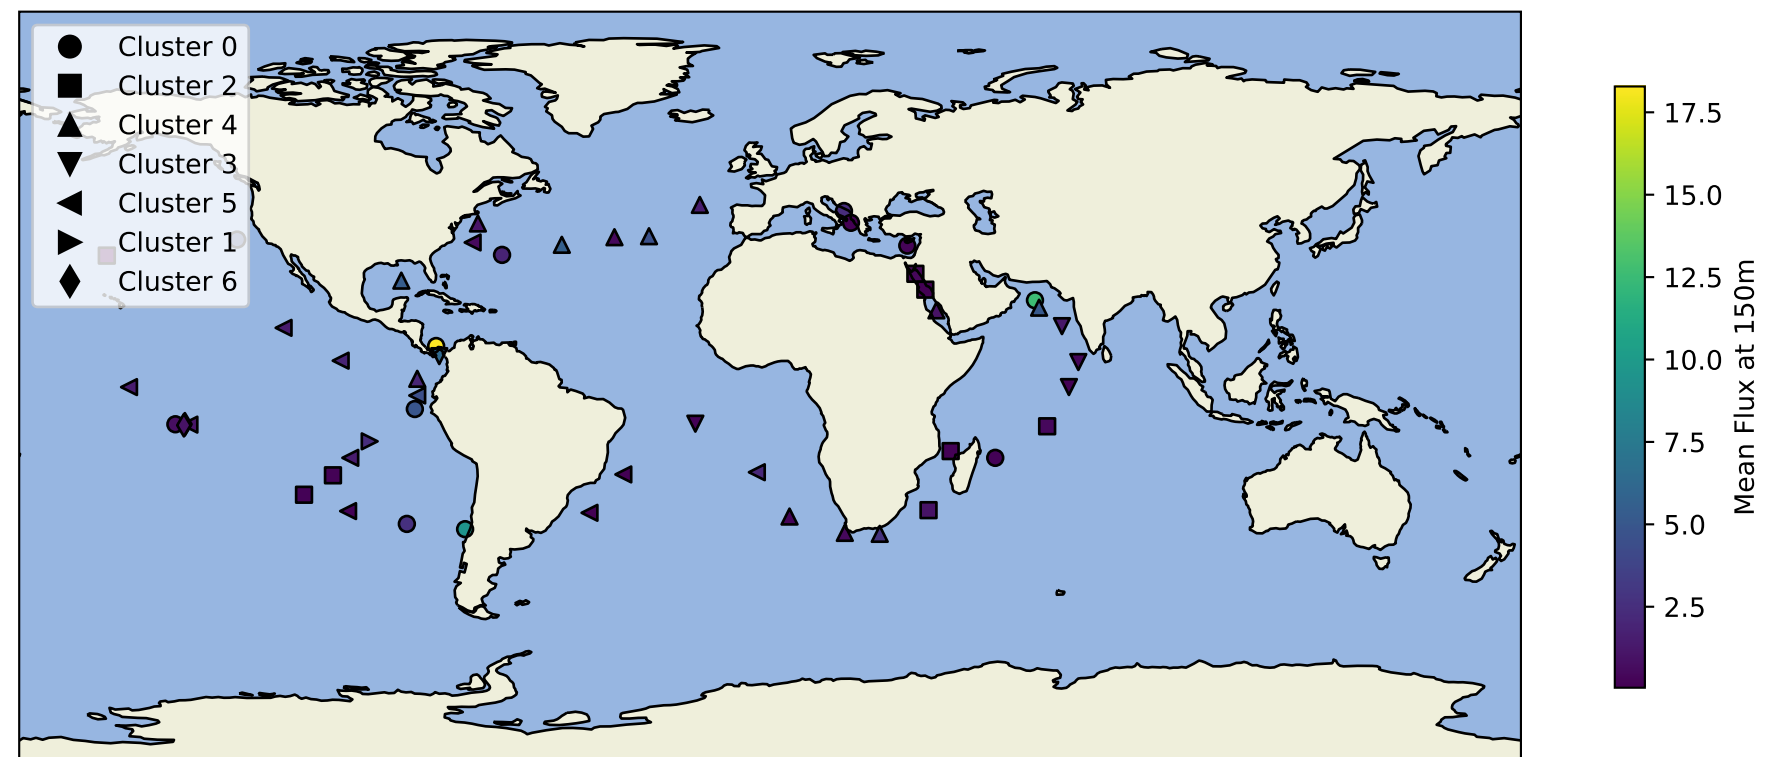 Cluster 0
Cluster 2
Cluster 4
Cluster 3
Cluster 5
Cluster 1
Cluster 6
17.5
15.0
12.5
10.0
7.5
5.0
2.5
Mean Flux at 150m